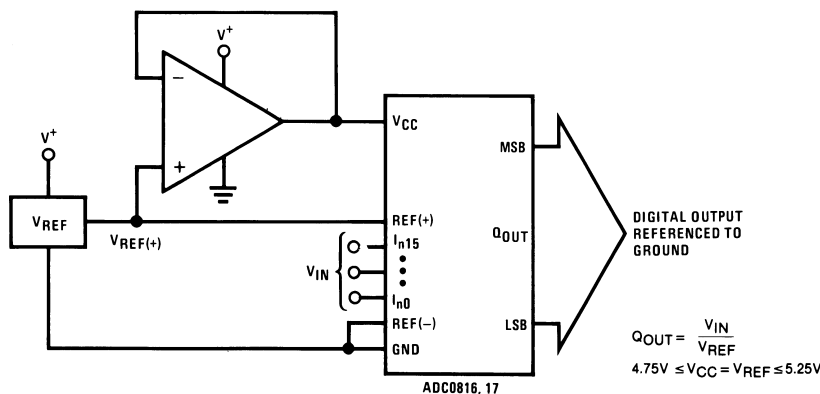 V+
V+
−
+
VCC
MSB
VREF
VREF(+)
REF(+)
In15
VIN
In0
REF(−)
GND
QOUT
LSB
DIGITAL OUTPUT
REFERENCED TO
GROUND
QOUT = VIN / VREF
4.75V ≤ VCC = VREF ≤ 5.25V
ADC0816, 17